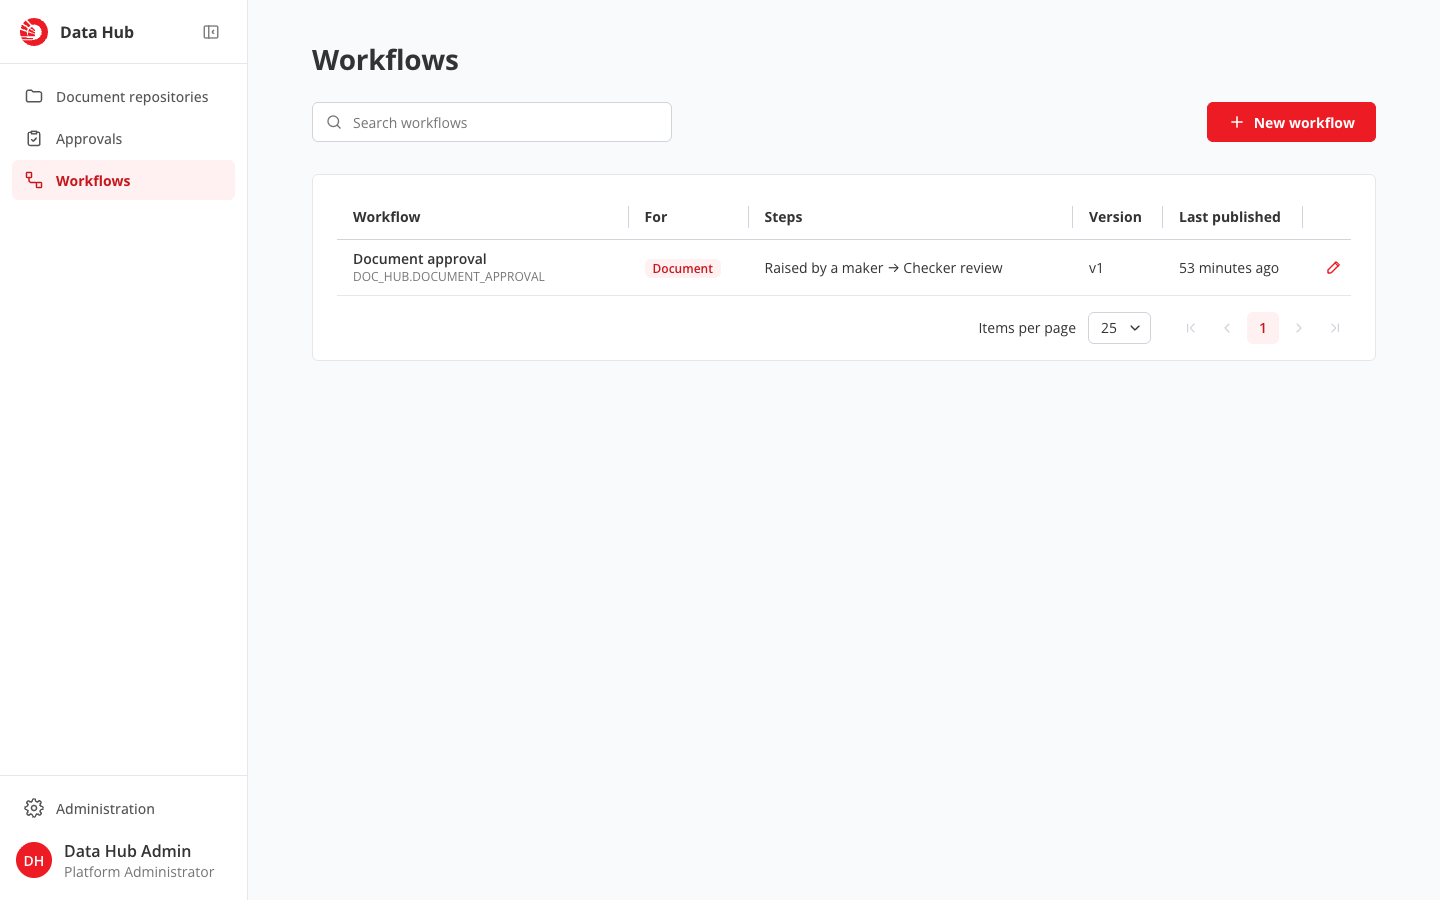 Data Hub
Document repositories
Approvals
Workflows
Administration
DH
Data Hub Admin
Platform Administrator
Workflows
Search workflows
New workflow
Workflow For Steps Version Last published
Document approval
DOC_HUB.DOCUMENT_APPROVAL
Document
Raised by a maker → Checker review
v1
53 minutes ago
Items per page 25 1